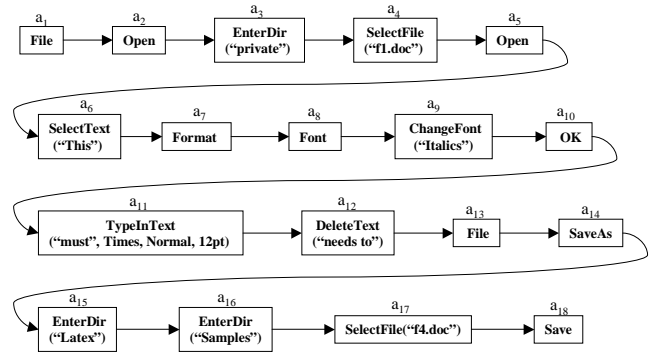 a1 a2 a3 a4 a5
File Open EnterDir SelectFile Open
(“private”) (“f1.doc”)
a6 a7 a8 a9 a10
SelectText Format Font ChangeFont OK
(“This”) (“Italics”)
a11 a12 a13 a14
TypeInText DeleteText File SaveAs
(“must”, Times, Normal, 12pt) (“needs to”)
a15 a16 a17 a18
EnterDir EnterDir SelectFile(“f4.doc”) Save
(“Latex”) (“Samples”)